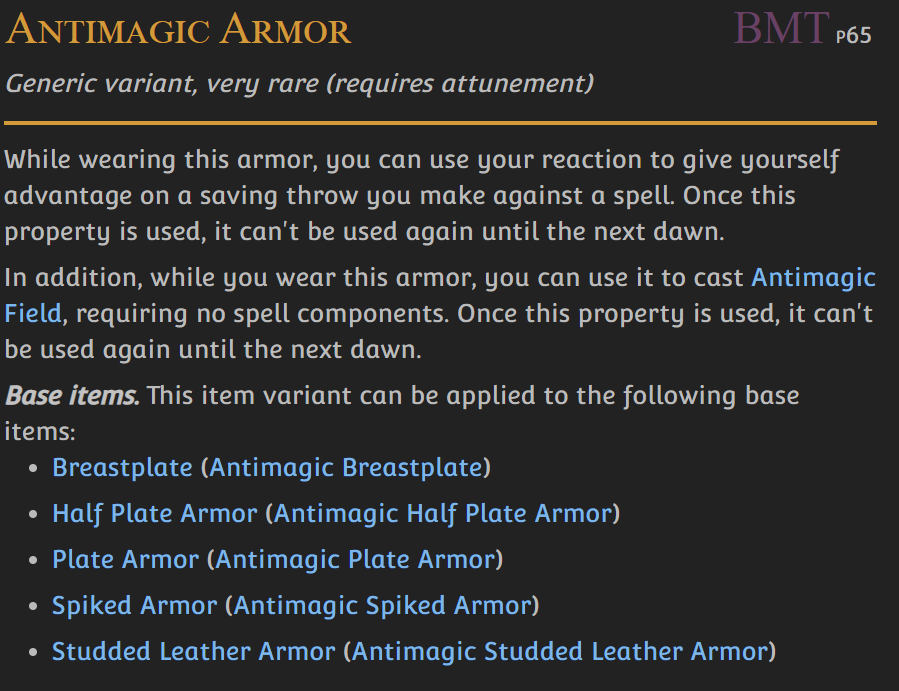 Antimagic Armor BMT p65
Generic variant, very rare (requires attunement)
While wearing this armor, you can use your reaction to give yourself
advantage on a saving throw you make against a spell. Once this
property is used, it can't be used again until the next dawn.
In addition, while you wear this armor, you can use it to cast Antimagic
Field, requiring no spell components. Once this property is used, it can't
be used again until the next dawn.
Base items. This item variant can be applied to the following base
items:
• Breastplate (Antimagic Breastplate)
• Half Plate Armor (Antimagic Half Plate Armor)
• Plate Armor (Antimagic Plate Armor)
• Spiked Armor (Antimagic Spiked Armor)
• Studded Leather Armor (Antimagic Studded Leather Armor)